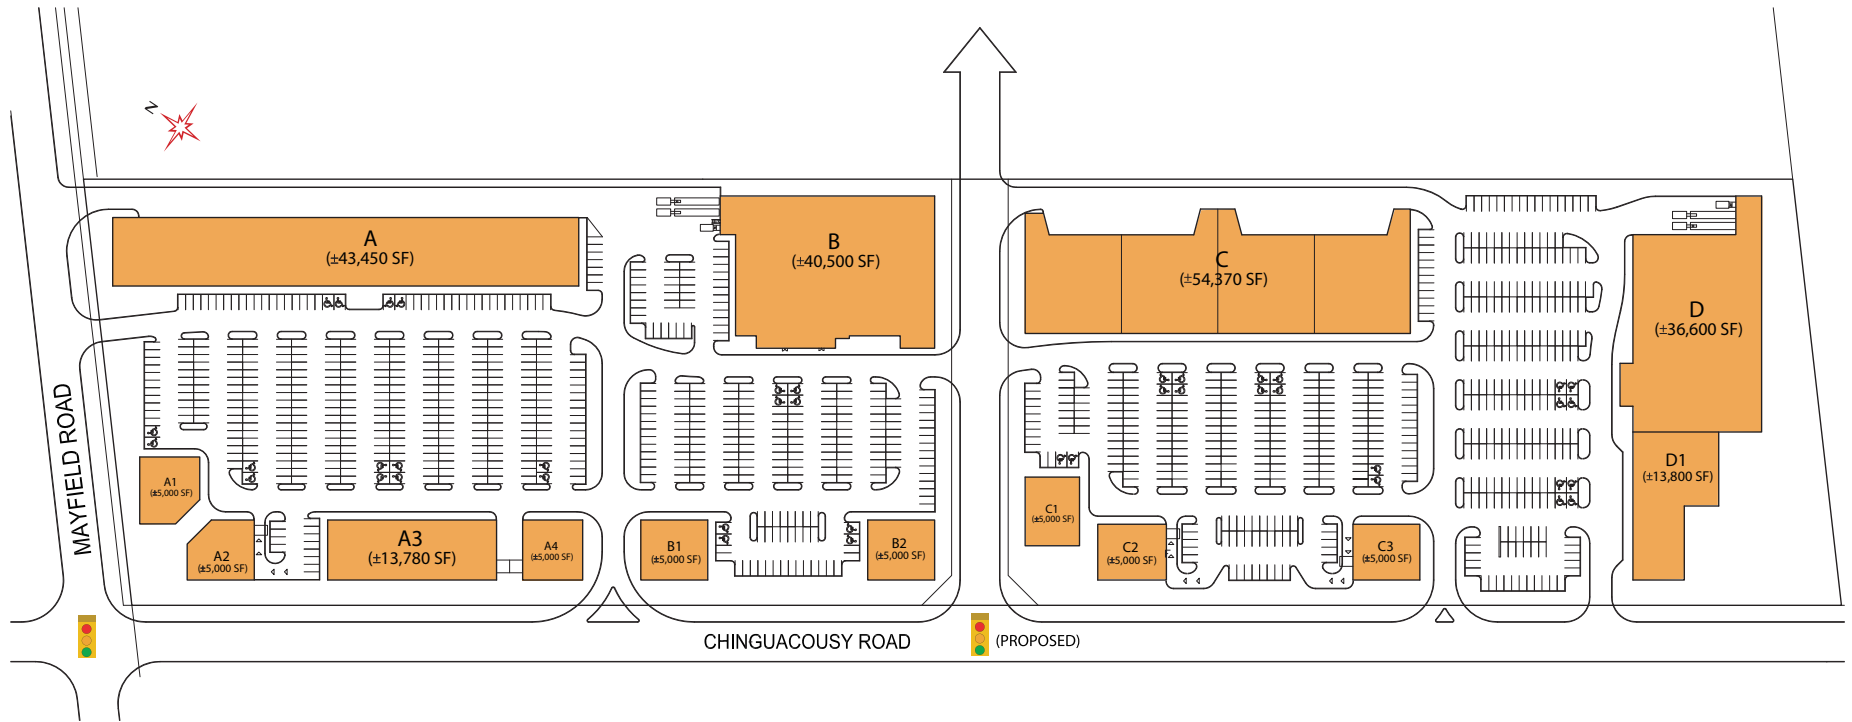 N
A
(±43,450 SF)
B
(±40,500 SF)
C
(±54,370 SF)
D
(±36,600 SF)
D1
(±13,800 SF)
MAYFIELD ROAD
A1
(±5,000 SF)
A2
(±5,000 SF)
A3
(±13,780 SF)
A4
(±5,000 SF)
B1
(±5,000 SF)
B2
(±5,000 SF)
C1
(±5,000 SF)
C2
(±5,000 SF)
C3
(±5,000 SF)
CHINGUACOUSY ROAD
(PROPOSED)